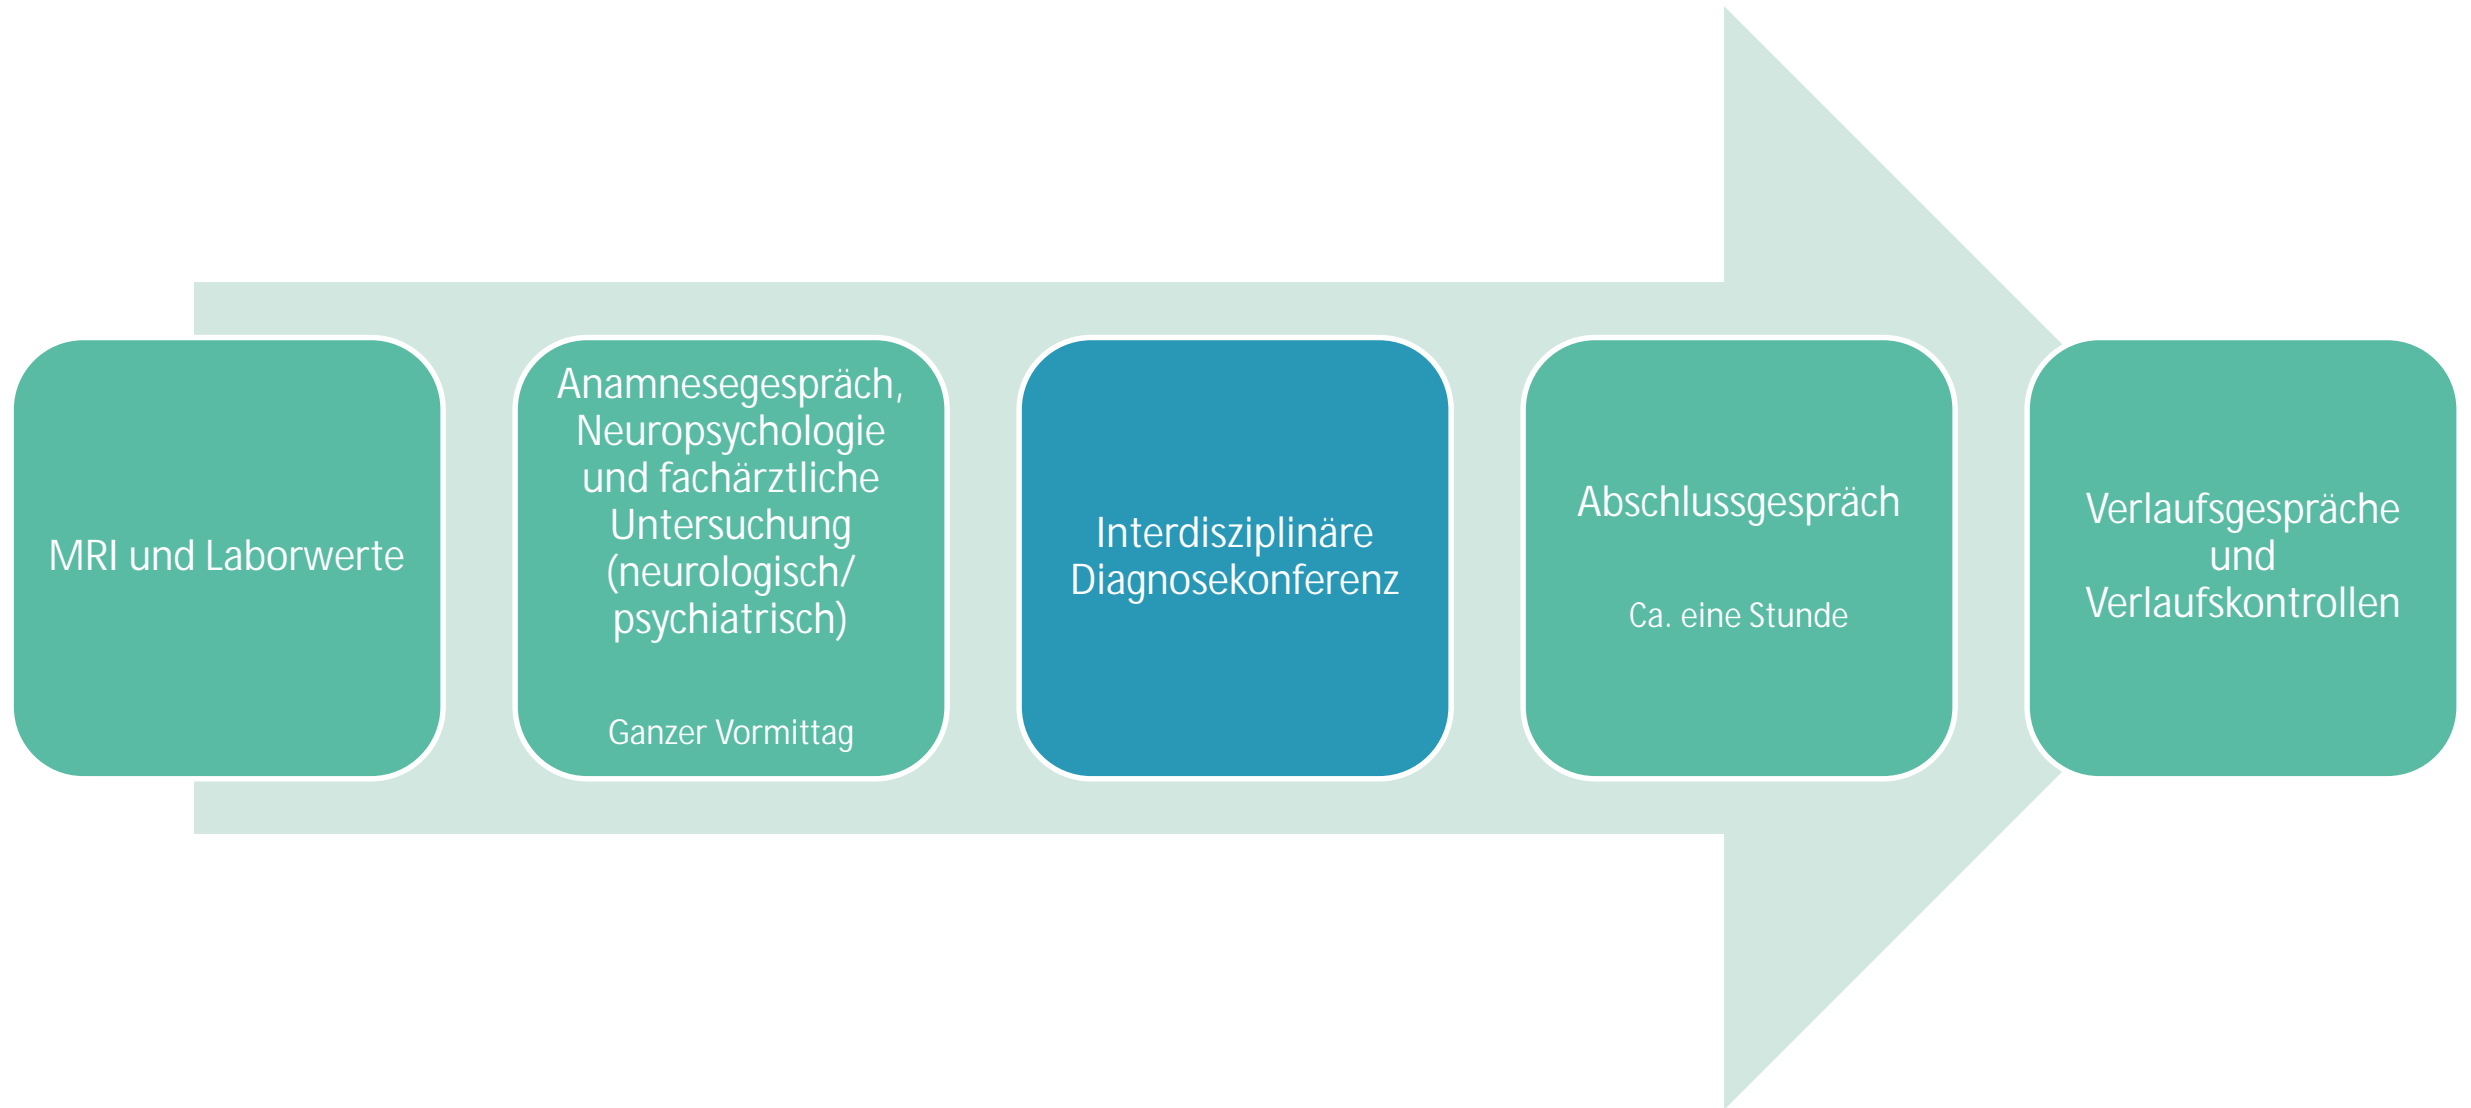 MRI und Laborwerte
Anamnesegespräch,
Neuropsychologie
und fachärztliche
Untersuchung
(neurologisch/
psychiatrisch)
Ganzer Vormittag
Interdisziplinäre
Diagnosekonferenz
Abschlussgespräch
Ca. eine Stunde
Verlaufsgespräche
und
Verlaufskontrollen